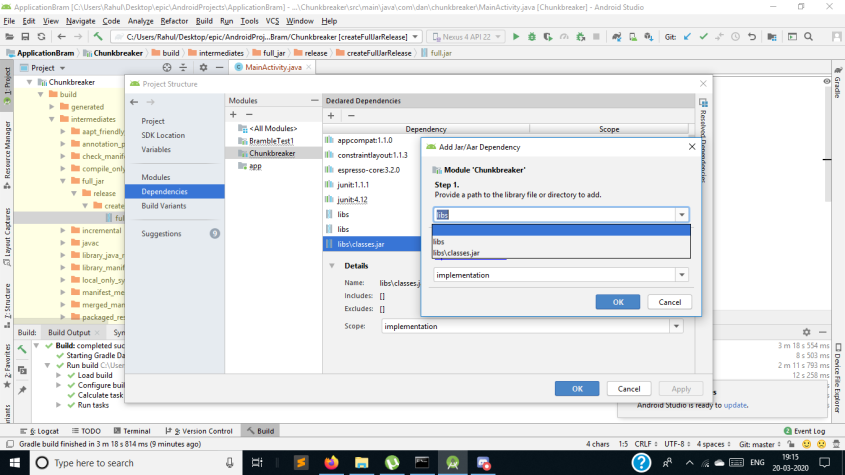 ApplicationBram [C:\Users\Rahul\Desktop\epic\AndroidProjects\ApplicationBram] - ...\Chunkbreaker\src\main\java\com\dan\chunkbreaker\MainActivity.java [Chunkbreaker] - Android Studio
File Edit View Navigate Code Analyze Refactor Build Run Tools VCS Window Help
C:/Users/Rahul/Desktop/epic/AndroidProj...Bram/Chunkbreaker [createFullJarRelease]
Nexus 4 API 22
Git:
ApplicationBram Chunkbreaker build intermediates full_jar release createFullJarRelease full.jar
1: Project
Resource Manager
Layout Captures
Z: Structure
2: Favorites
Project
MainActivity.java
Chunkbreaker
build
generated
intermediates
aapt_friendly
annotation_p
check_manif
compile_only
full_jar
release
create
full
incremental
javac
library_java_r
library_manif
local_only_sy
manifest_me
merged_man
packaged_res
Project Structure
Project
SDK Location
Variables
Modules
Dependencies
Build Variants
Suggestions 9
Modules
<All Modules>
BrambleTest1
Chunkbreaker
app
Declared Dependencies
Dependency Scope
appcompat:1.1.0
constraintlayout:1.1.3
espresso-core:3.2.0
junit:1.1.1
junit:4.12
libs
libs
libs\classes.jar
Details
Name: libs\classes.j
Includes: []
Excludes: []
Scope: implementation
OK Cancel Apply
Resolved Dependencies
Add Jar/Aar Dependency
Module 'Chunkbreaker'
Step 1.
Provide a path to the library file or directory to add.
libs
libs
libs\classes.jar
implementation
OK Cancel
Gradle
Device File Explorer
Build: Build Output Syn
Build: completed succ 3 m 18 s 554 ms
Starting Gradle Da 8 s 503 ms
Run build C:\User 2 m 11 s 793 ms
Load build 12 s 258 ms
Configure buil
Calculate task
Run tasks
Android Studio is ready to update.
6: Logcat TODO Terminal 9: Version Control Build 2 Event Log
Gradle build finished in 3 m 18 s 814 ms (9 minutes ago) 4 chars 1:5 CRLF UTF-8 4 spaces Git: master
Type here to search
ENG
19:15
20-03-2020